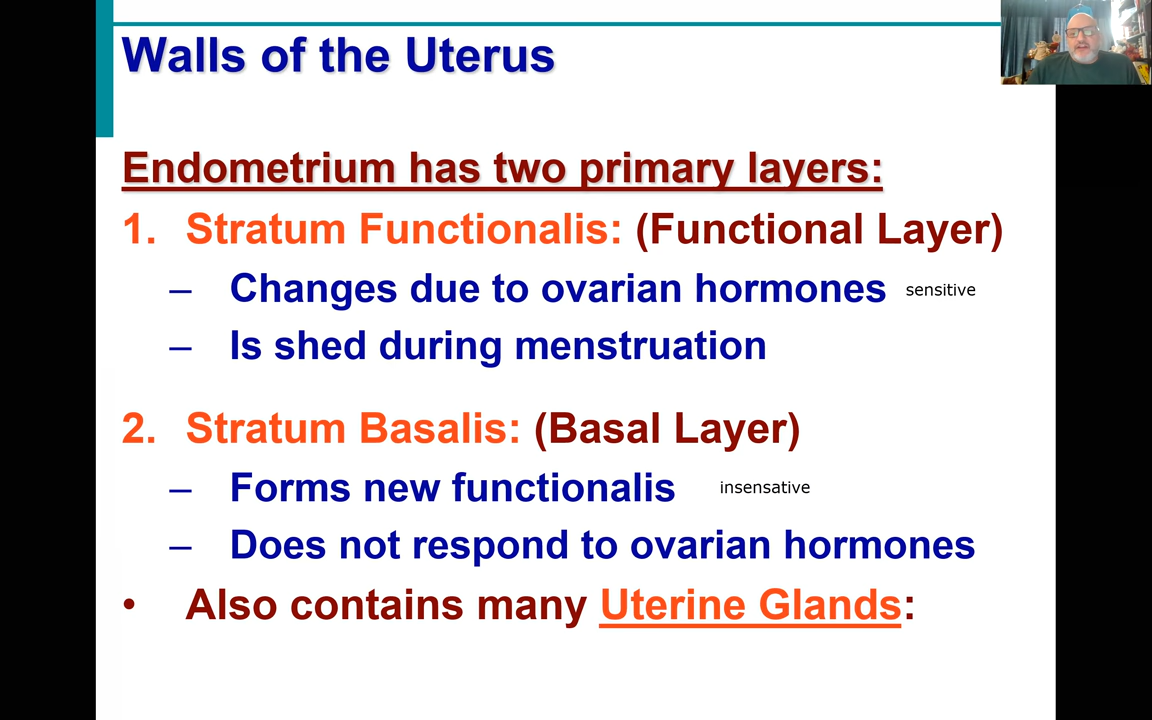 Walls of the Uterus
Endometrium has two primary layers:
1. Stratum Functionalis: (Functional Layer)
– Changes due to ovarian hormones sensitive
– Is shed during menstruation
2. Stratum Basalis: (Basal Layer)
– Forms new functionalis insensative
– Does not respond to ovarian hormones
• Also contains many Uterine Glands: